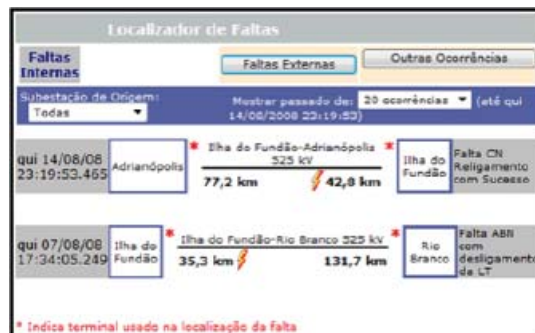 Localizador de Faltas
Faltas Internas
Faltas Externas
Outras Ocorrências
Subestação de Origem:
Todas
Mostrar passado de: 20 ocorrências (até qui
14/08/2008 23:19:53)
qui 14/08/08
23:19:53.465
Adrianópolis
* Ilha do Fundão-Adrianópolis *
525 kV
77,2 km 42,8 km
Ilha do
Fundão
Falta CN
Religamento
com Sucesso
qui 07/08/08
17:34:05.249
Ilha do
Fundão
* Ilha do Fundão-Rio Branco 525 kV *
35,3 km 131,7 km
Rio
Branco
Falta ABN
com
desligamento
da LT
* Indica terminal usado na localização da falta